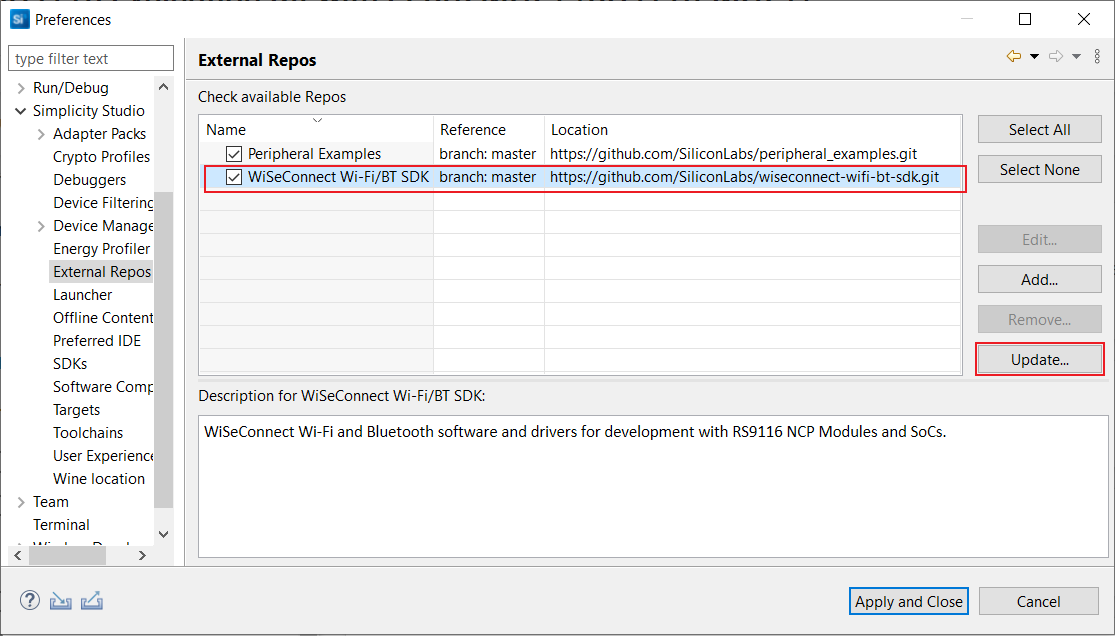 Si Preferences
type filter text
Run/Debug
Simplicity Studio
Adapter Packs
Crypto Profiles
Debuggers
Device Filtering
Device Manage
Energy Profiler
External Repos
Launcher
Offline Content
Preferred IDE
SDKs
Software Comp
Targets
Toolchains
User Experience
Wine location
Team
Terminal
External Repos
Check available Repos
Name Reference Location
Peripheral Examples branch: master https://github.com/SiliconLabs/peripheral_examples.git
WiSeConnect Wi-Fi/BT SDK branch: master https://github.com/SiliconLabs/wiseconnect-wifi-bt-sdk.git
Select All
Select None
Edit...
Add...
Remove...
Update...
Description for WiSeConnect Wi-Fi/BT SDK:
WiSeConnect Wi-Fi and Bluetooth software and drivers for development with RS9116 NCP Modules and SoCs.
?
Apply and Close Cancel